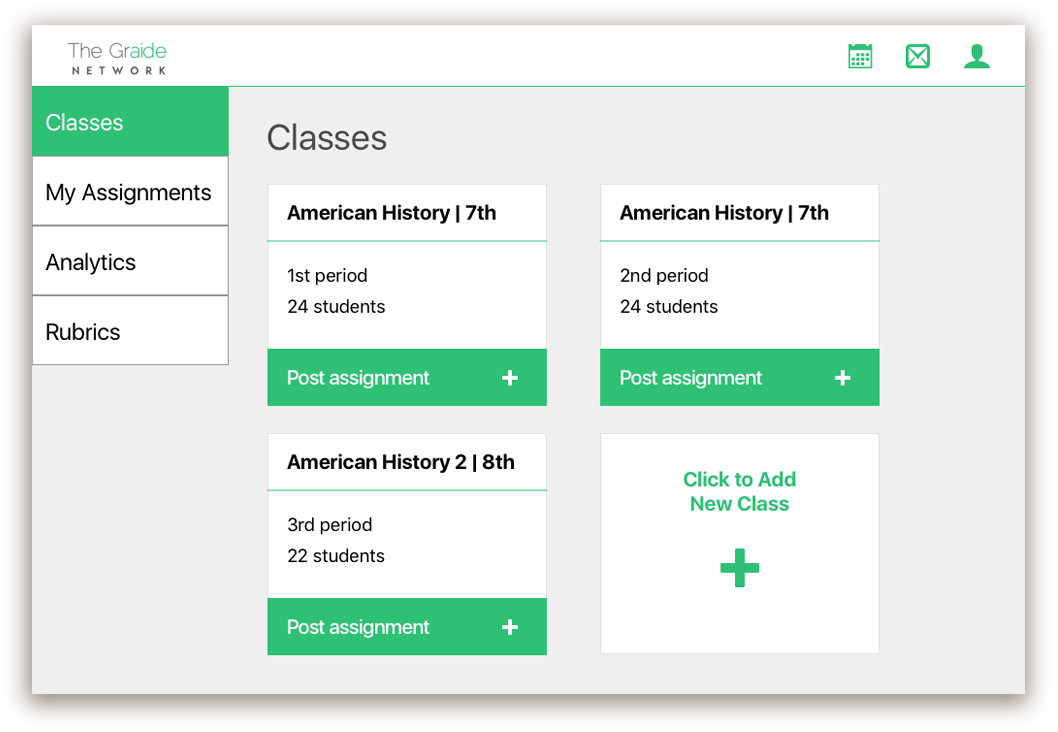 The Graide
NETWORK
Classes
My Assignments
Analytics
Rubrics
Classes
American History | 7th
1st period
24 students
Post assignment
American History | 7th
2nd period
24 students
Post assignment
American History 2 | 8th
3rd period
22 students
Post assignment
Click to Add
New Class